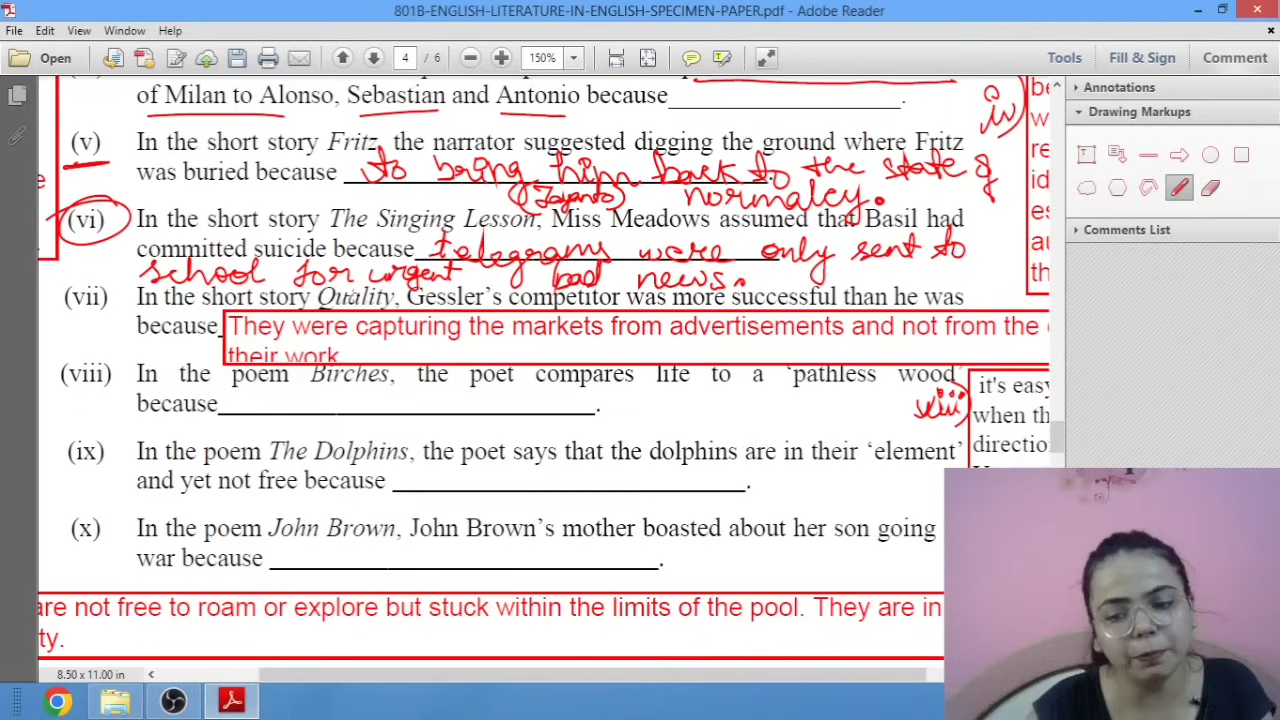 801B-ENGLISH-LITERATURE-IN-ENGLISH-SPECIMEN-PAPER.pdf - Adobe Reader
File Edit View Window Help
Open 4 / 6 150% Tools Fill & Sign Comment
Annotations
Drawing Markups
Comments List
of Milan to Alonso, Sebastian and Antonio because___________________.
iv)
(v) In the short story Fritz, the narrator suggested digging the ground where Fritz
was buried because to bring him back to the state of
(Jayanto) normalcy.
(vi) In the short story The Singing Lesson, Miss Meadows assumed that Basil had
committed suicide because telegrams were only sent to
school for urgent bad news.
(vii) In the short story Quality, Gessler's competitor was more successful than he was
because They were capturing the markets from advertisements and not from the
their work
(viii) In the poem Birches, the poet compares life to a 'pathless wood'
because____________________________.
viii)
it's easy
when th
directio
(ix) In the poem The Dolphins, the poet says that the dolphins are in their 'element'
and yet not free because ____________________________.
(x) In the poem John Brown, John Brown's mother boasted about her son going
war because ______________________________.
are not free to roam or explore but stuck within the limits of the pool. They are in
ty.
8.50 x 11.00 in